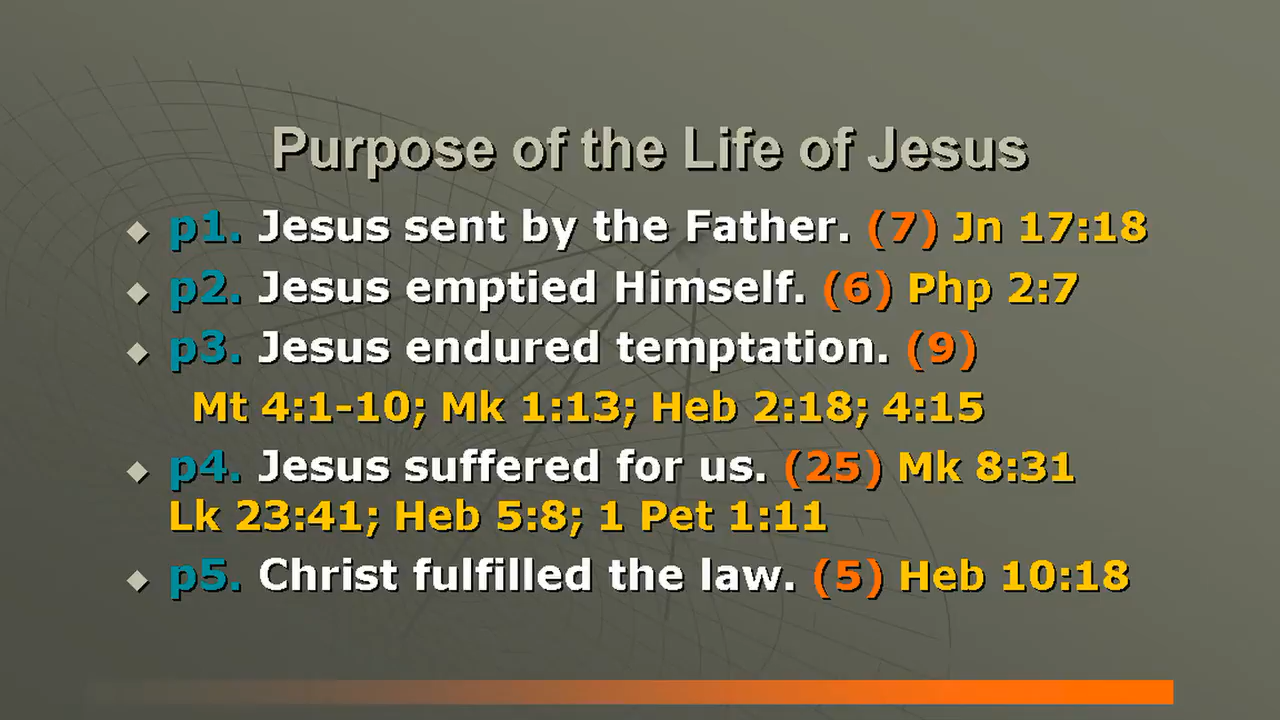 Purpose of the Life of Jesus
p1. Jesus sent by the Father. (7) Jn 17:18
p2. Jesus emptied Himself. (6) Php 2:7
p3. Jesus endured temptation. (9)
Mt 4:1-10; Mk 1:13; Heb 2:18; 4:15
p4. Jesus suffered for us. (25) Mk 8:31
Lk 23:41; Heb 5:8; 1 Pet 1:11
p5. Christ fulfilled the law. (5) Heb 10:18